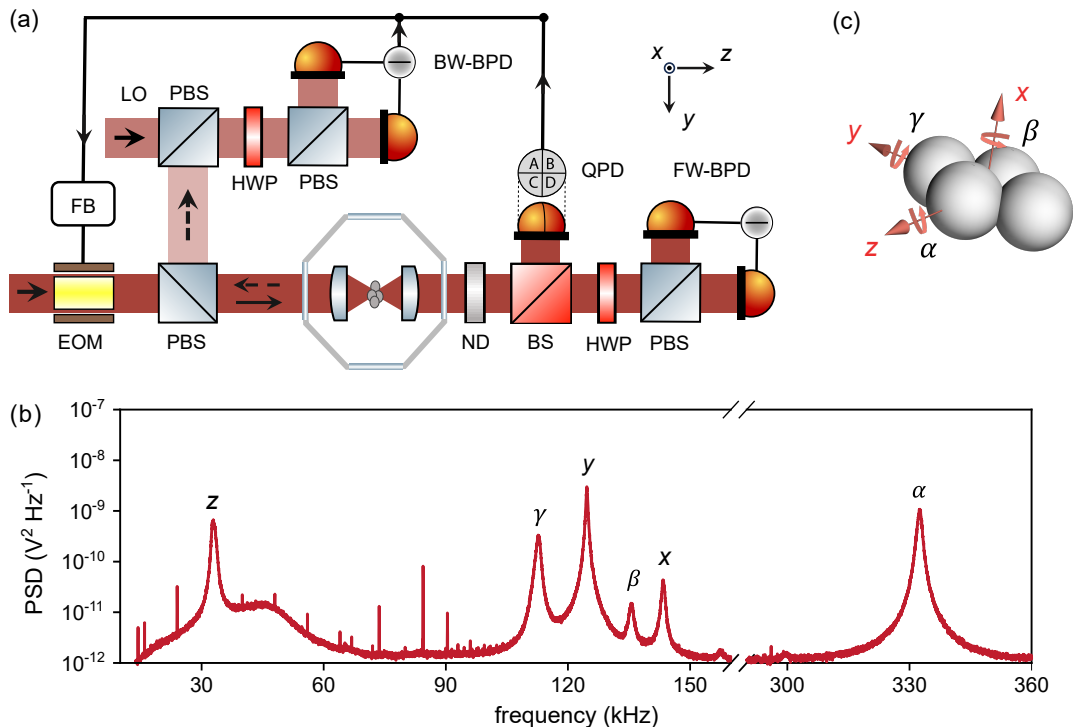 (a)
LO PBS
BW-BPD
HWP PBS
FB
x z
y
A B
C D
QPD
FW-BPD
EOM PBS ND BS HWP PBS
(c)
x
y γ β
z α
(b)
PSD (V² Hz⁻¹)
10⁻⁷
10⁻⁸
10⁻⁹
10⁻¹⁰
10⁻¹¹
10⁻¹²
z γ y β x α
30 60 90 120 150 300 330 360
frequency (kHz)